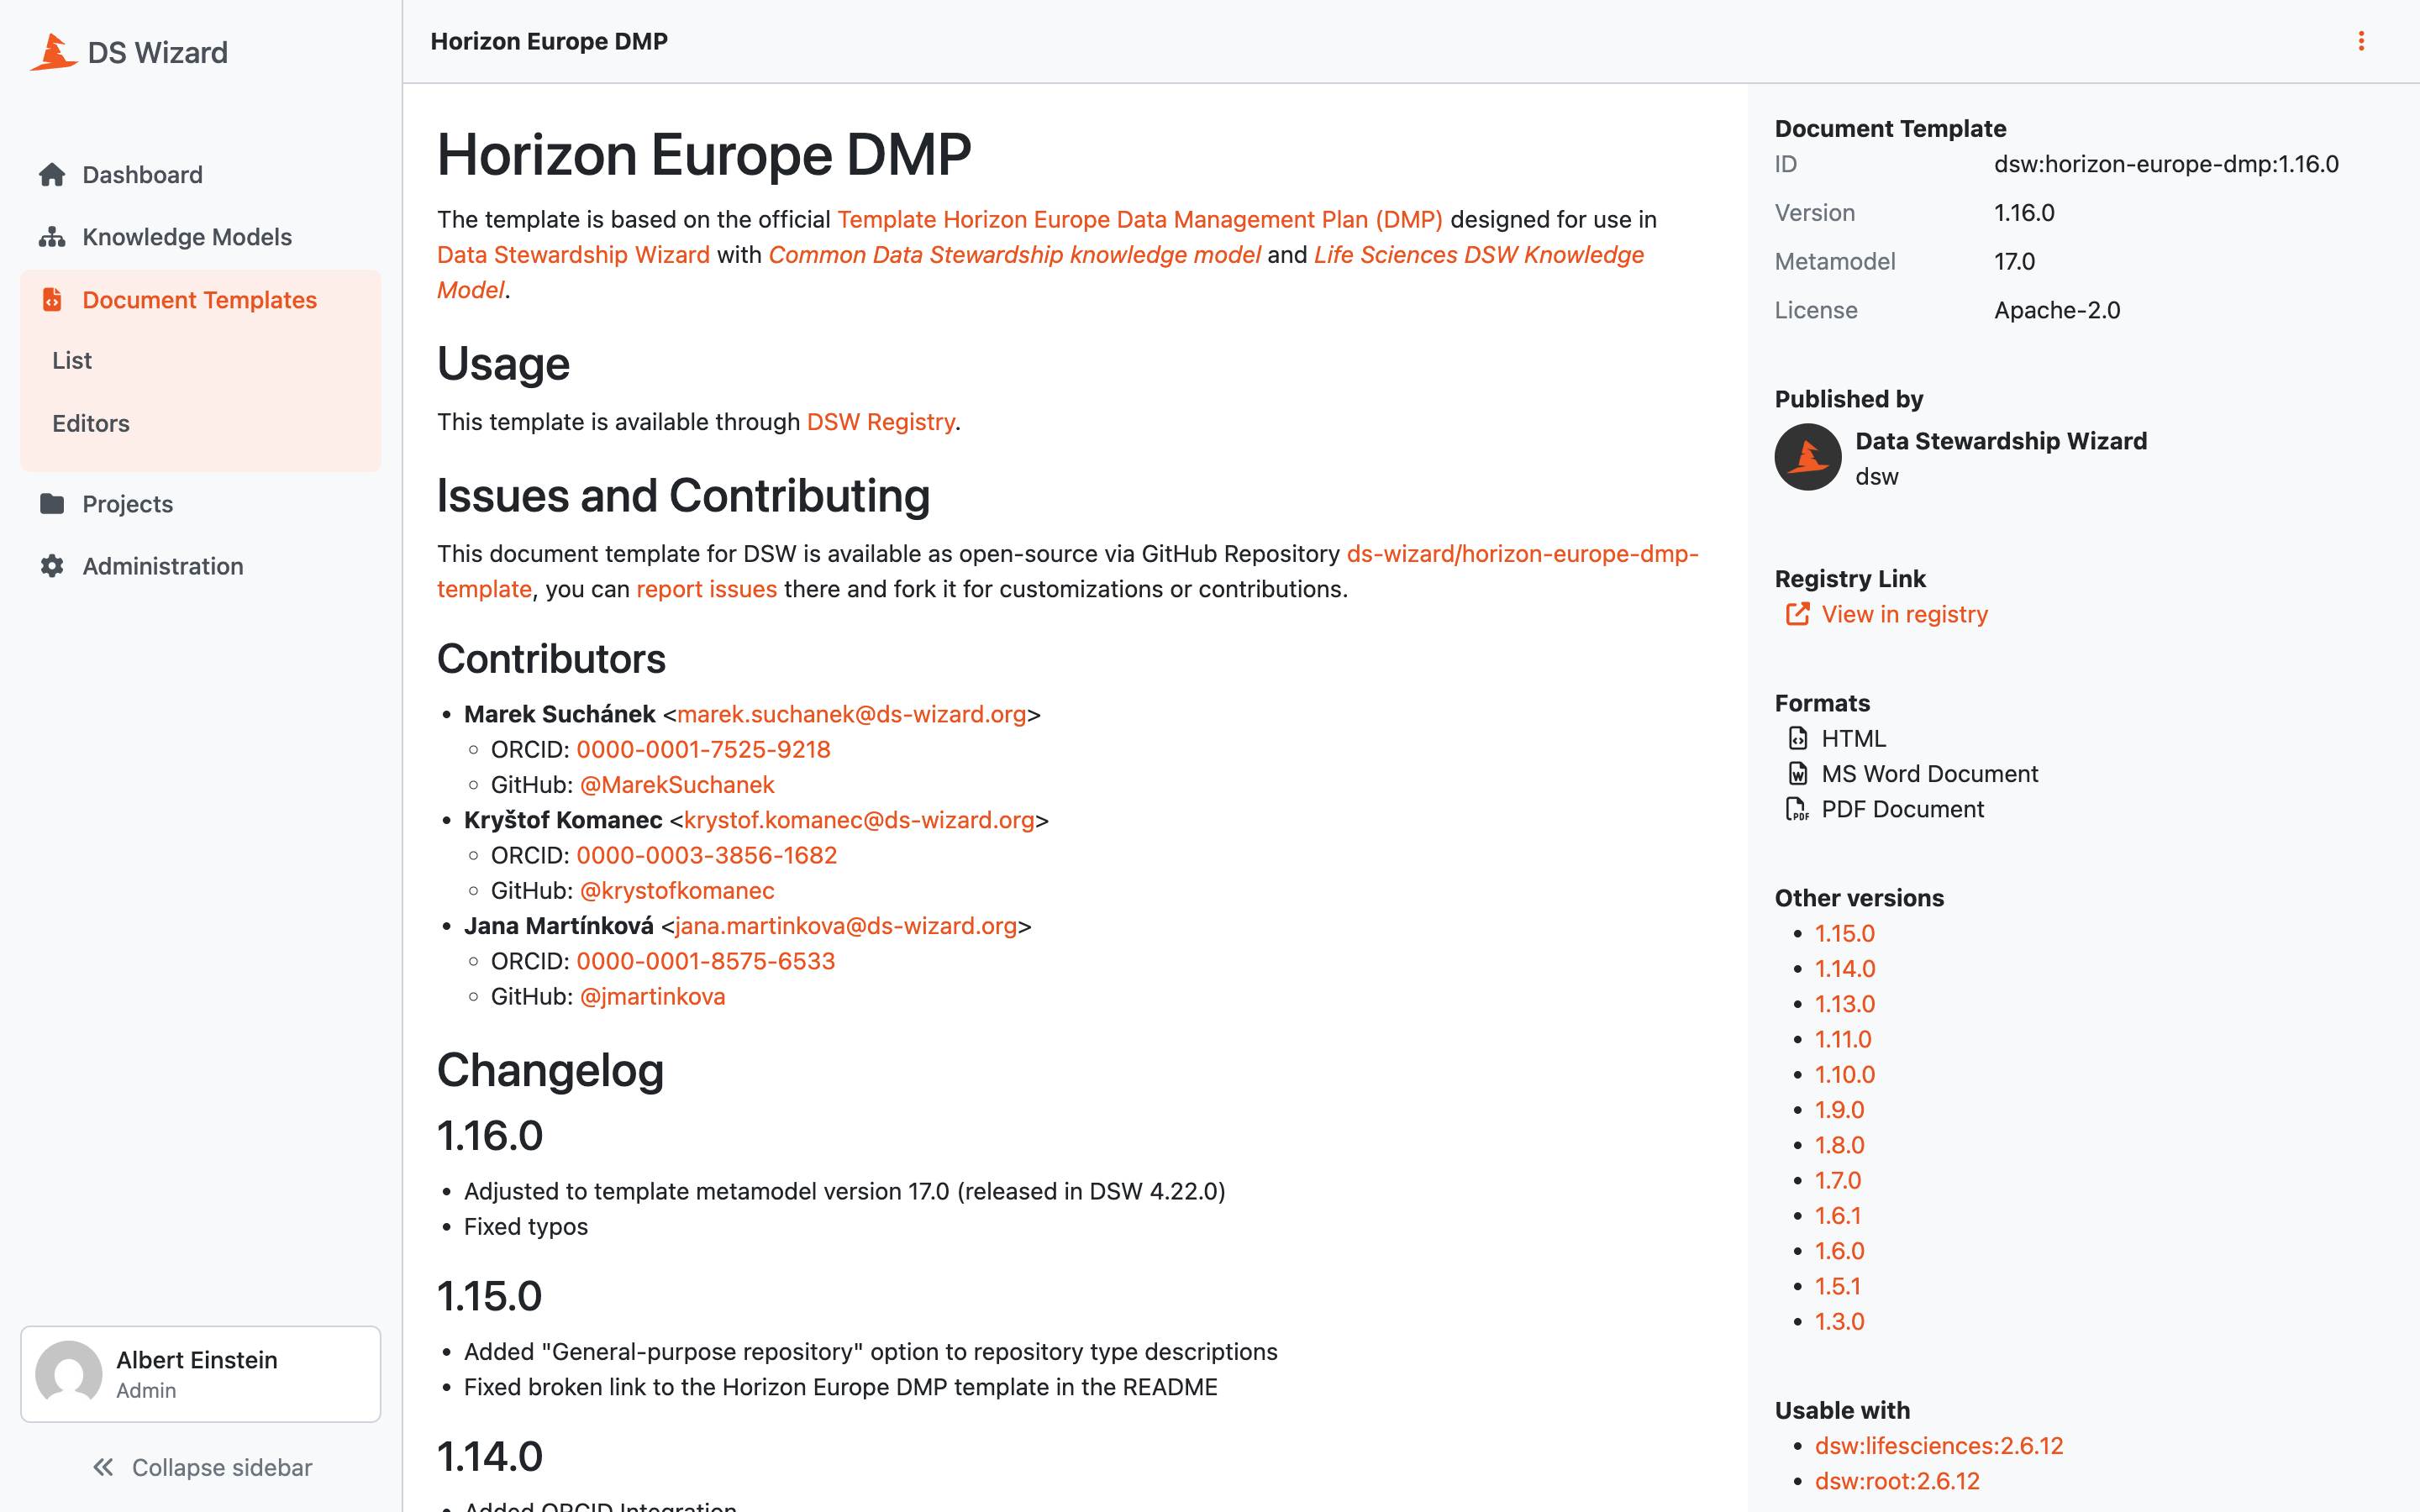 DS Wizard
Dashboard
Knowledge Models
Document Templates
List
Editors
Projects
Administration
Albert Einstein
Admin
Collapse sidebar
Horizon Europe DMP
Horizon Europe DMP
The template is based on the official Template Horizon Europe Data Management Plan (DMP) designed for use in
Data Stewardship Wizard with Common Data Stewardship knowledge model and Life Sciences DSW Knowledge
Model.
Usage
This template is available through DSW Registry.
Issues and Contributing
This document template for DSW is available as open-source via GitHub Repository ds-wizard/horizon-europe-dmp-
template, you can report issues there and fork it for customizations or contributions.
Contributors
• Marek Suchánek <marek.suchanek@ds-wizard.org>
◦ ORCID: 0000-0001-7525-9218
◦ GitHub: @MarekSuchanek
• Kryštof Komanec <krystof.komanec@ds-wizard.org>
◦ ORCID: 0000-0003-3856-1682
◦ GitHub: @krystofkomanec
• Jana Martínková <jana.martinkova@ds-wizard.org>
◦ ORCID: 0000-0001-8575-6533
◦ GitHub: @jmartinkova
Changelog
1.16.0
• Adjusted to template metamodel version 17.0 (released in DSW 4.22.0)
• Fixed typos
1.15.0
• Added "General-purpose repository" option to repository type descriptions
• Fixed broken link to the Horizon Europe DMP template in the README
1.14.0
• Added ORCID Integration
Document Template
ID dsw:horizon-europe-dmp:1.16.0
Version 1.16.0
Metamodel 17.0
License Apache-2.0
Published by
Data Stewardship Wizard
dsw
Registry Link
View in registry
Formats
HTML
MS Word Document
PDF Document
Other versions
• 1.15.0
• 1.14.0
• 1.13.0
• 1.11.0
• 1.10.0
• 1.9.0
• 1.8.0
• 1.7.0
• 1.6.1
• 1.6.0
• 1.5.1
• 1.3.0
Usable with
• dsw:lifesciences:2.6.12
• dsw:root:2.6.12